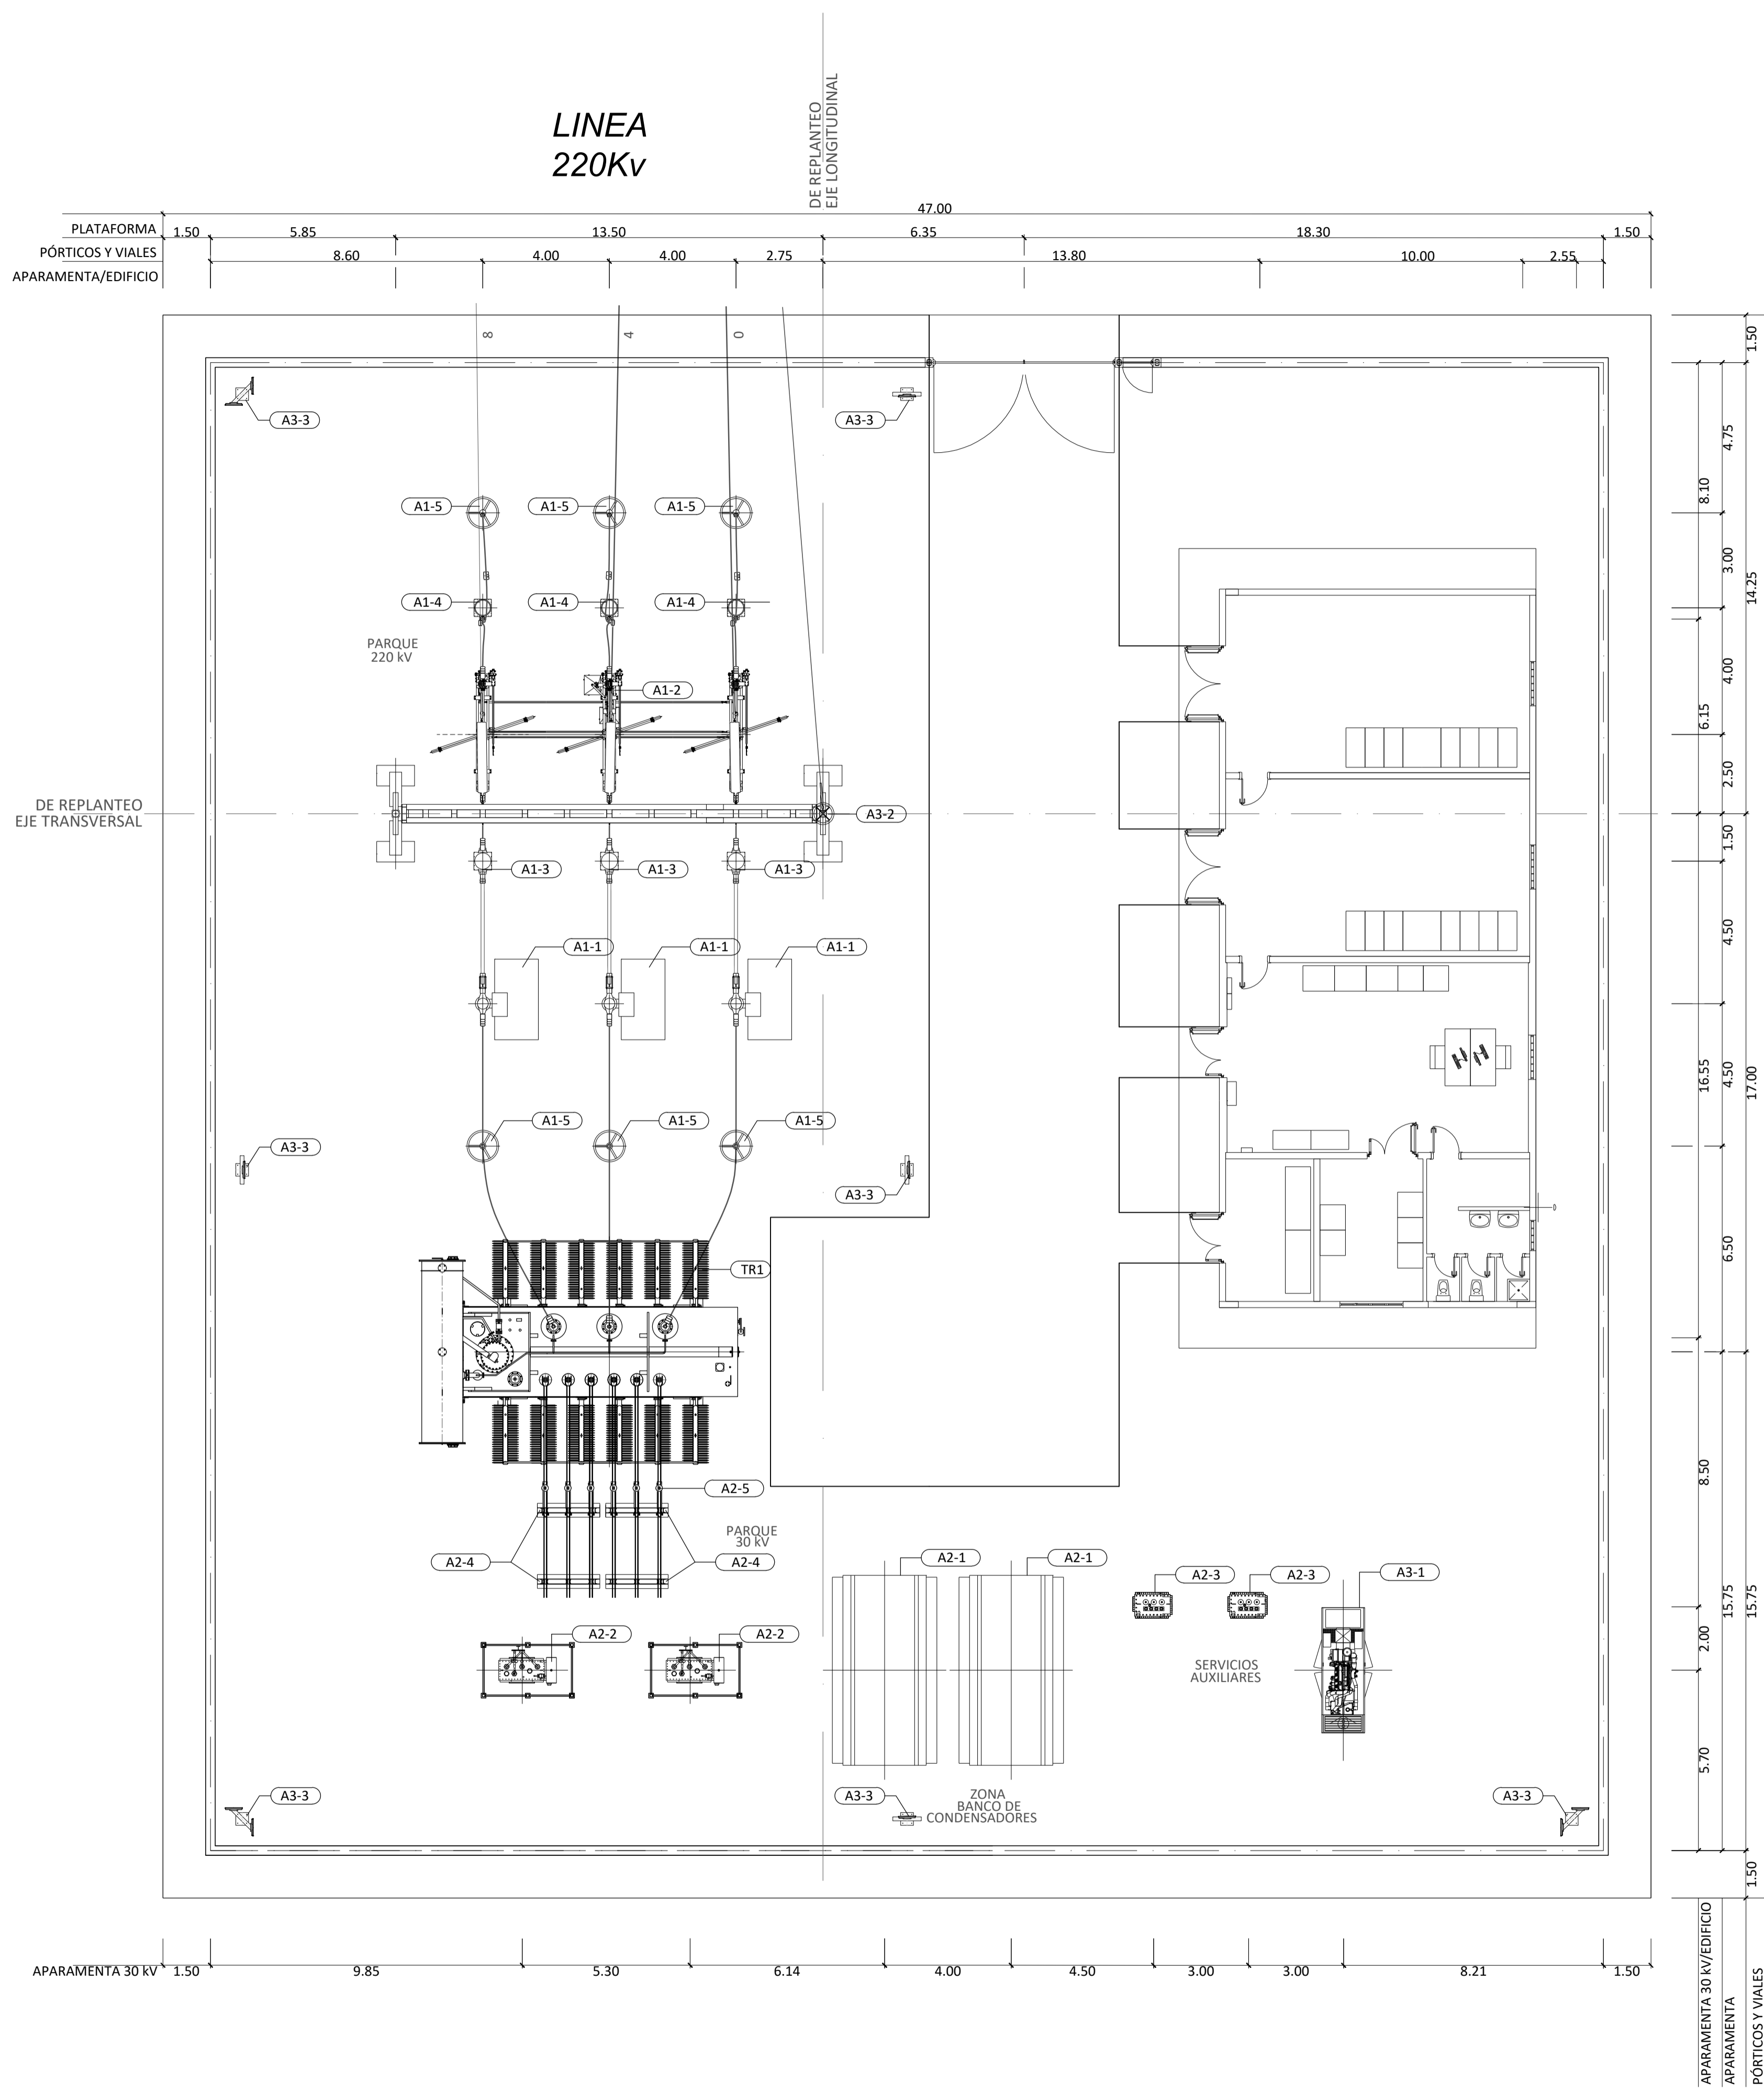 LINEA
220Kv
DE REPLANTEO
EJE LONGITUDINAL
47.00
PLATAFORMA
1.50 5.85 13.50 6.35 18.30 1.50
PÓRTICOS Y VIALES
8.60 4.00 4.00 2.75 13.80 10.00 2.55
APARAMENTA/EDIFICIO
8 4 0
1.50
A3-3 A3-3
4.75
8.10
A1-5 A1-5 A1-5
3.00
14.25
A1-4 A1-4 A1-4
PARQUE
220 kV
4.00
A1-2
6.15
2.50
DE REPLANTEO
EJE TRANSVERSAL
A3-2
1.50
A1-3 A1-3 A1-3
4.50
A1-1 A1-1 A1-1
16.55
4.50
17.00
A1-5 A1-5 A1-5
A3-3
A3-3
6.50
TR1
8.50
A2-5
PARQUE
30 kV
A2-4 A2-4
A2-1 A2-1
A2-3 A2-3 A3-1
15.75
15.75
2.00
A2-2 A2-2
SERVICIOS
AUXILIARES
5.70
A3-3 A3-3 A3-3
ZONA
BANCO DE
CONDENSADORES
1.50
APARAMENTA 30 kV 1.50 9.85 5.30 6.14 4.00 4.50 3.00 3.00 8.21 1.50
APARAMENTA 30 kV/EDIFICIO
APARAMENTA
PÓRTICOS Y VIALES